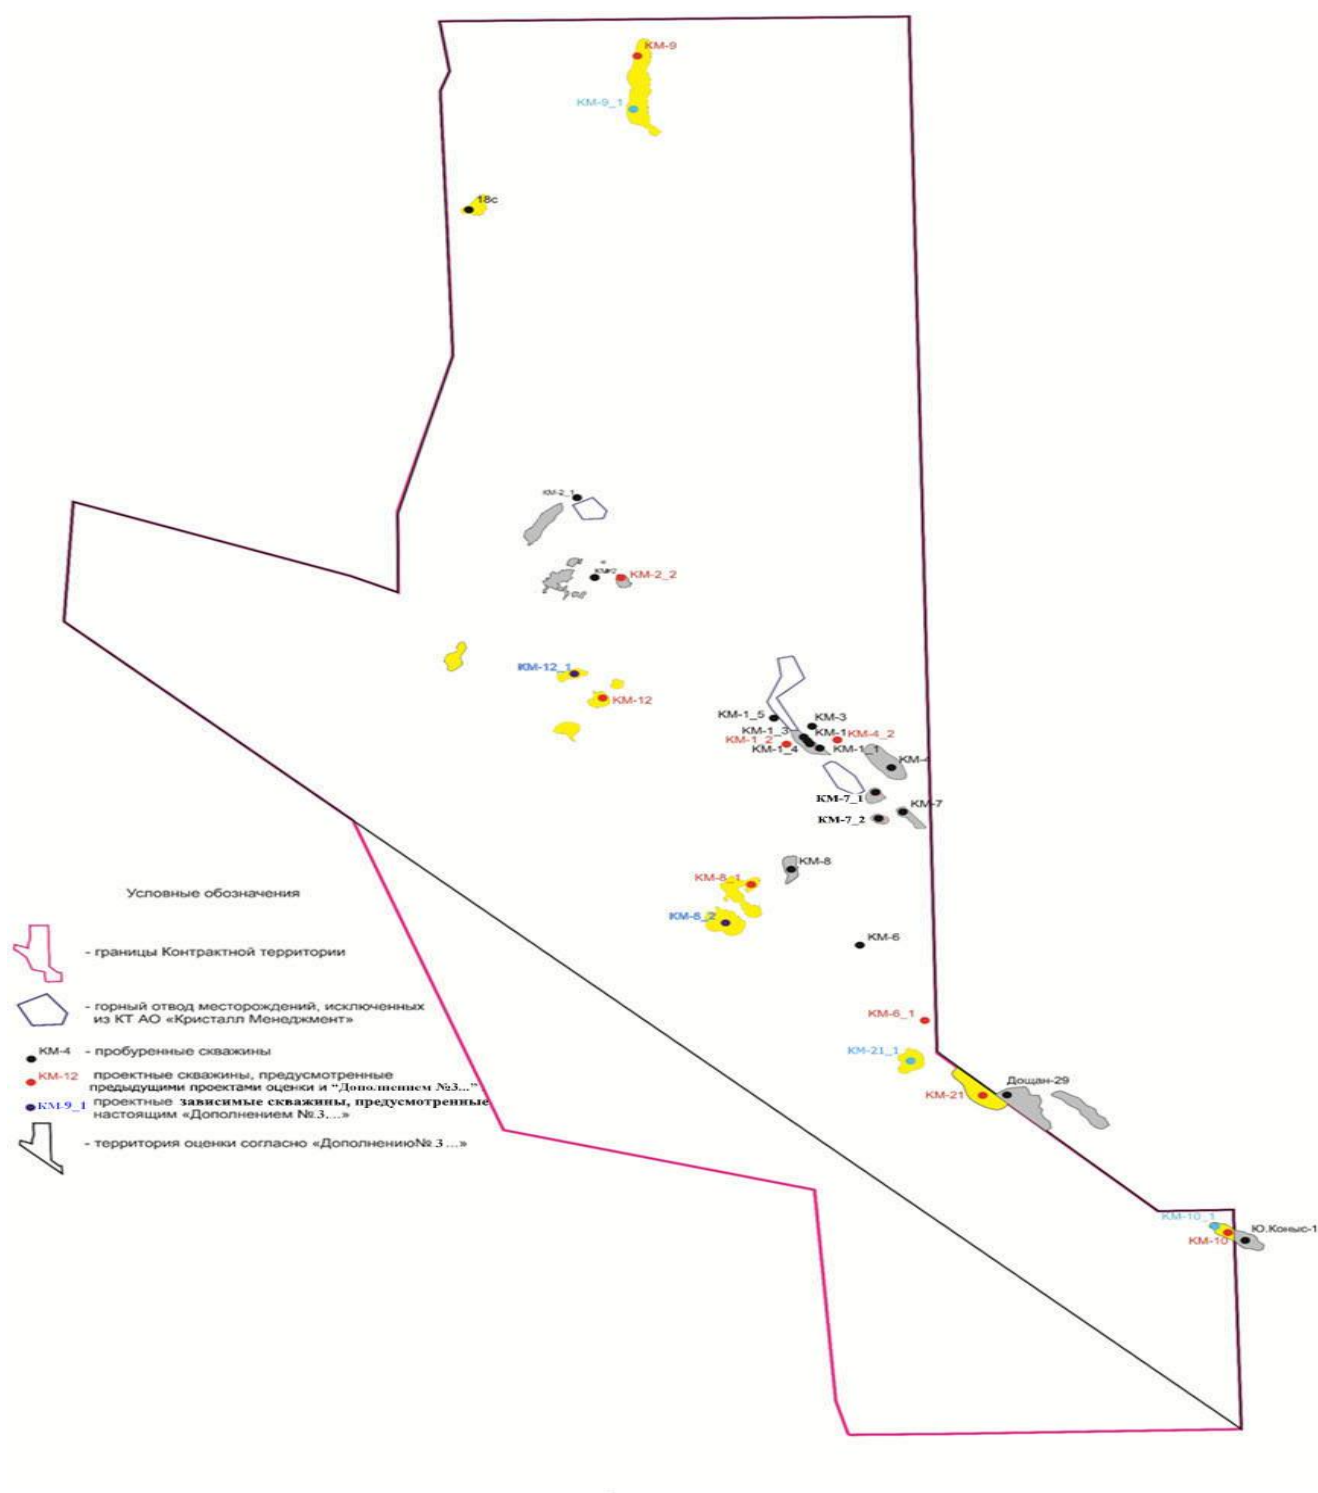 КМ-9
КМ-9_1
18с
КМ-2_1
КМ-2_2
КМ-12_1
КМ-12
КМ-1_5
КМ-3
КМ-1_3
КМ-1
КМ-4_2
КМ-1_2
КМ-1_4
КМ-1_1
КМ-4
КМ-7_1
КМ-7
КМ-7_2
КМ-8
КМ-8_1
КМ-8_2
КМ-6
КМ-6_1
КМ-21_1
Дощан-29
КМ-21
КМ-10_1
Ю.Коныс-1
КМ-10
Условные обозначения
- границы Контрактной территории
- горный отвод месторождений, исключенных
из КТ АО «Кристалл Менеджмент»
КМ-4 - пробуренные скважины
КМ-12 проектные скважины, предусмотренные
предыдущими проектами оценки и “Дополнением №3...”
КМ-9_1 проектные зависимые скважины, предусмотренные
настоящим «Дополнением № 3...»
- территория оценки согласно «Дополнению№ 3 ...»